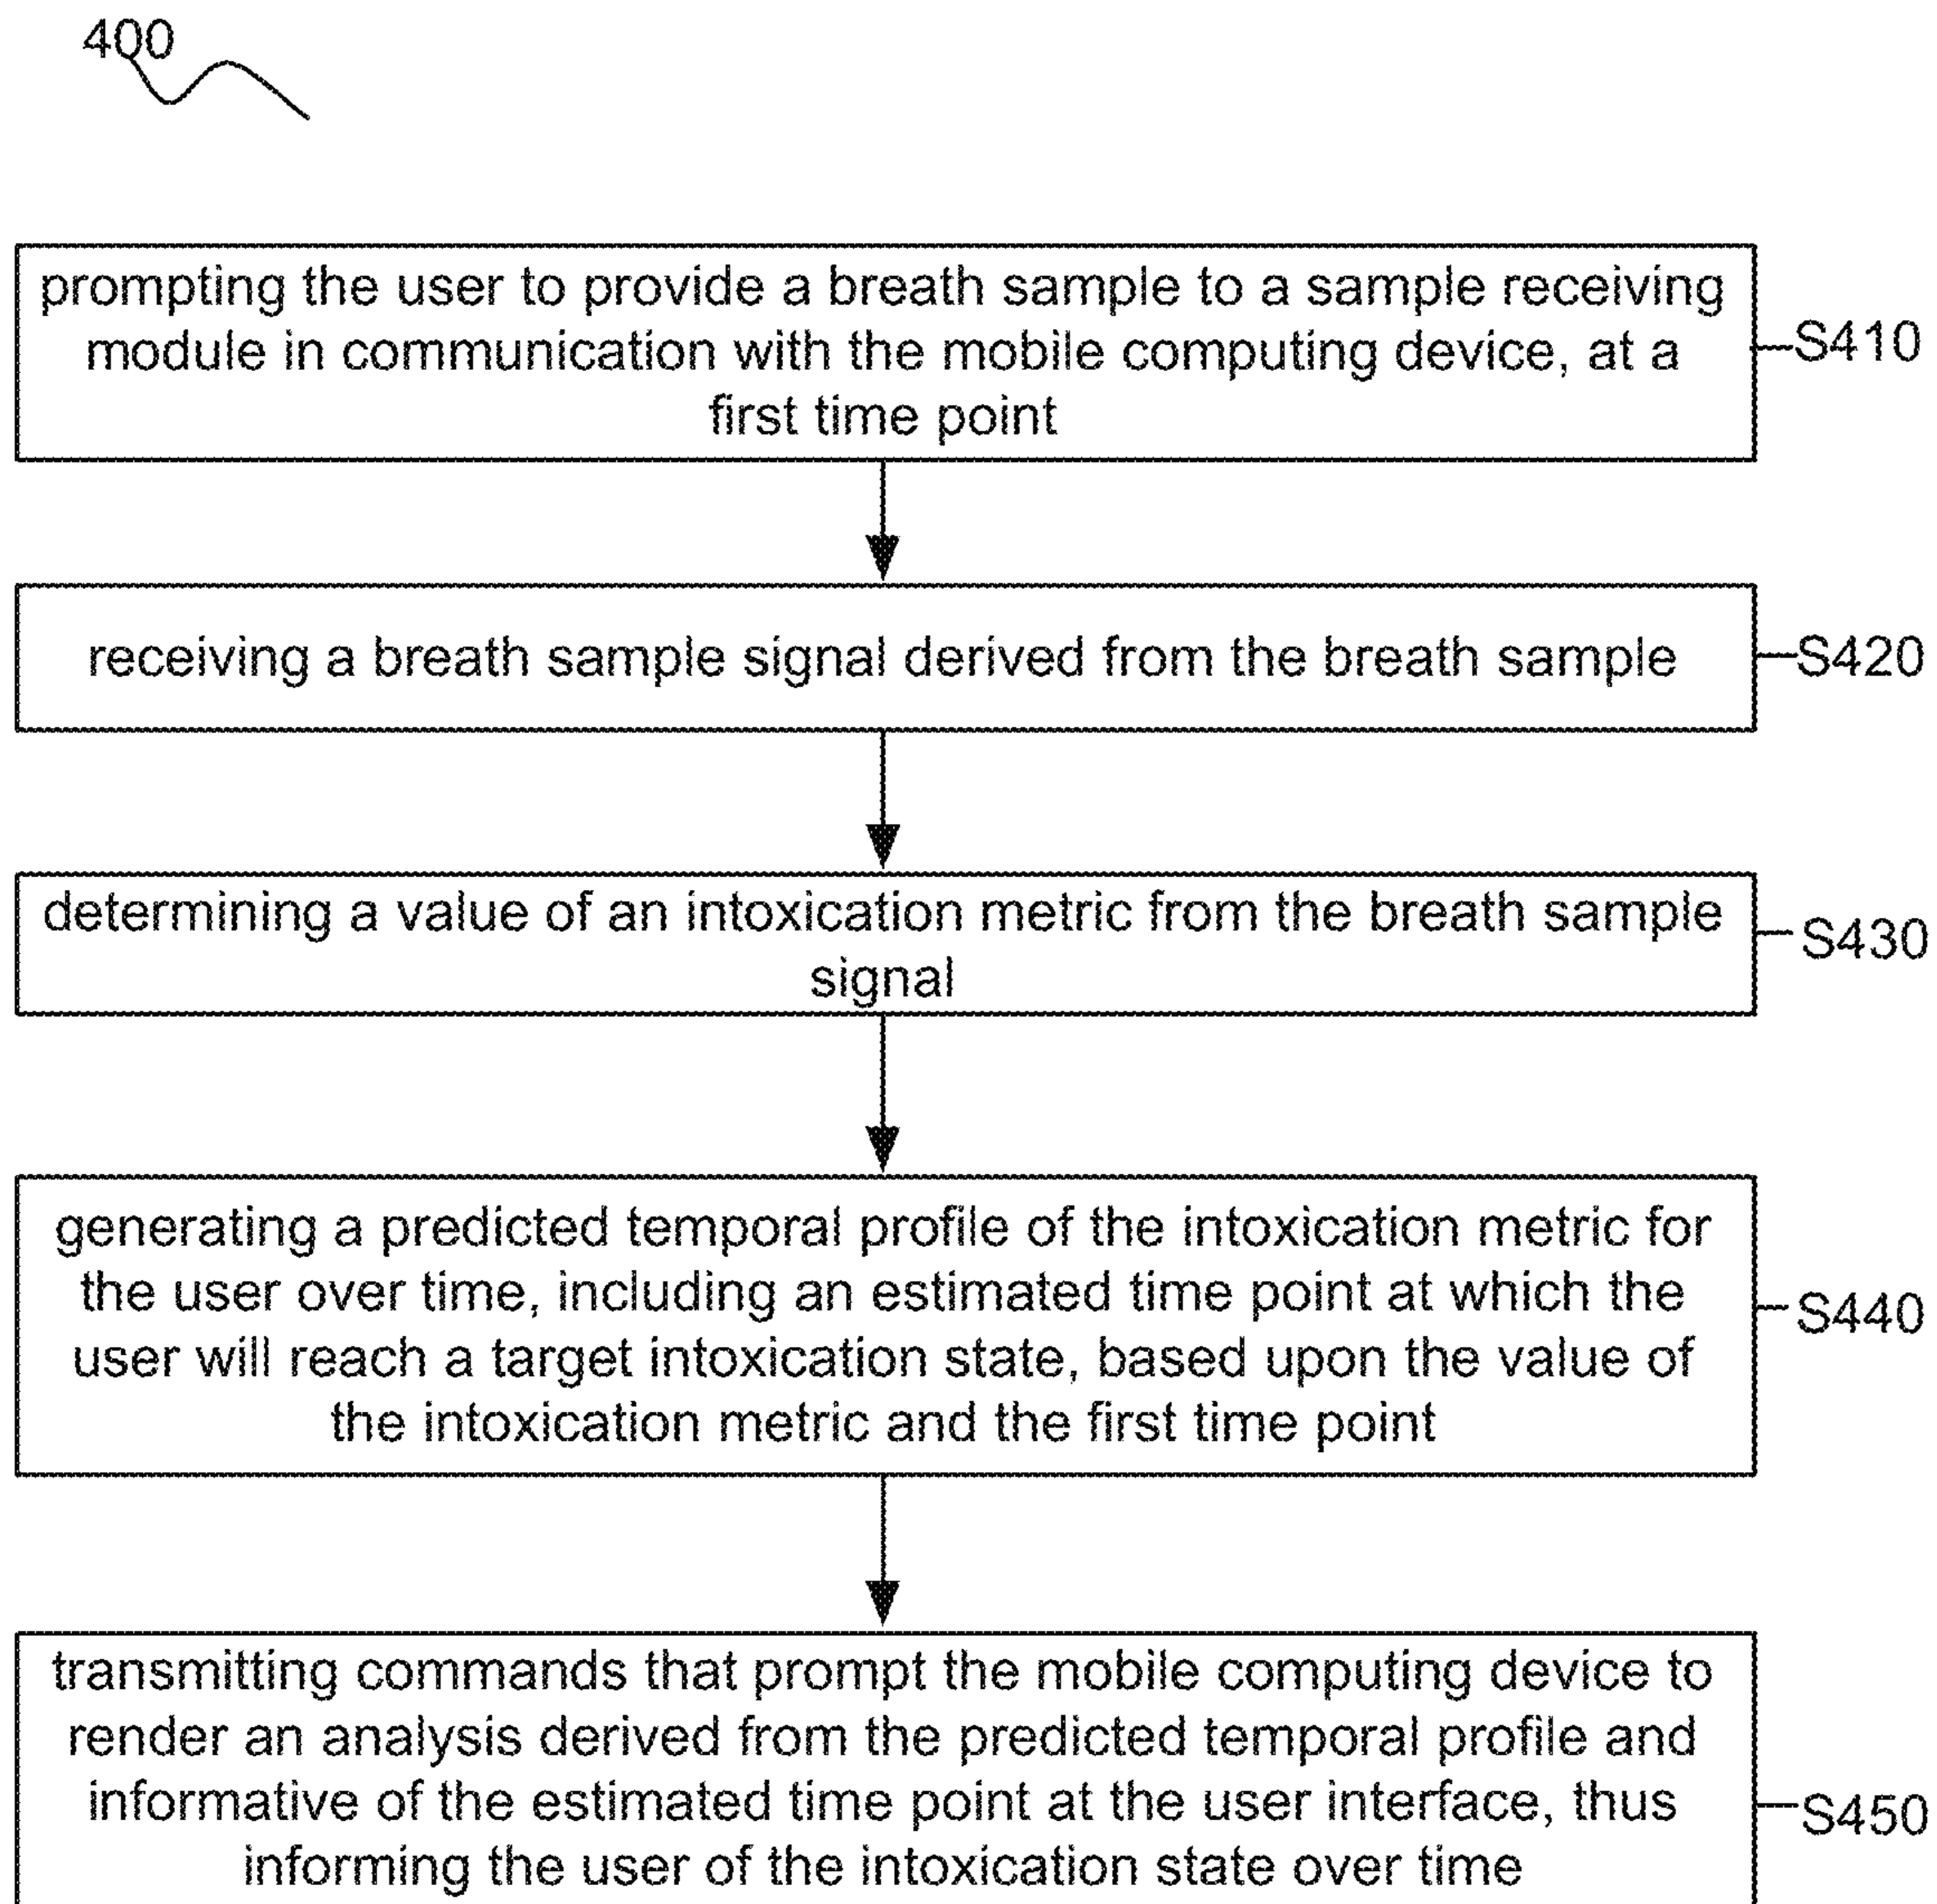 400
prompting the user to provide a breath sample to a sample receiving
module in communication with the mobile computing device, at a
first time point
S410
receiving a breath sample signal derived from the breath sample
S420
determining a value of an intoxication metric from the breath sample
signal
S430
generating a predicted temporal profile of the intoxication metric for
the user over time, including an estimated time point at which the
user will reach a target intoxication state, based upon the value of
the intoxication metric and the first time point
S440
transmitting commands that prompt the mobile computing device to
render an analysis derived from the predicted temporal profile and
informative of the estimated time point at the user interface, thus
informing the user of the intoxication state over time
S450